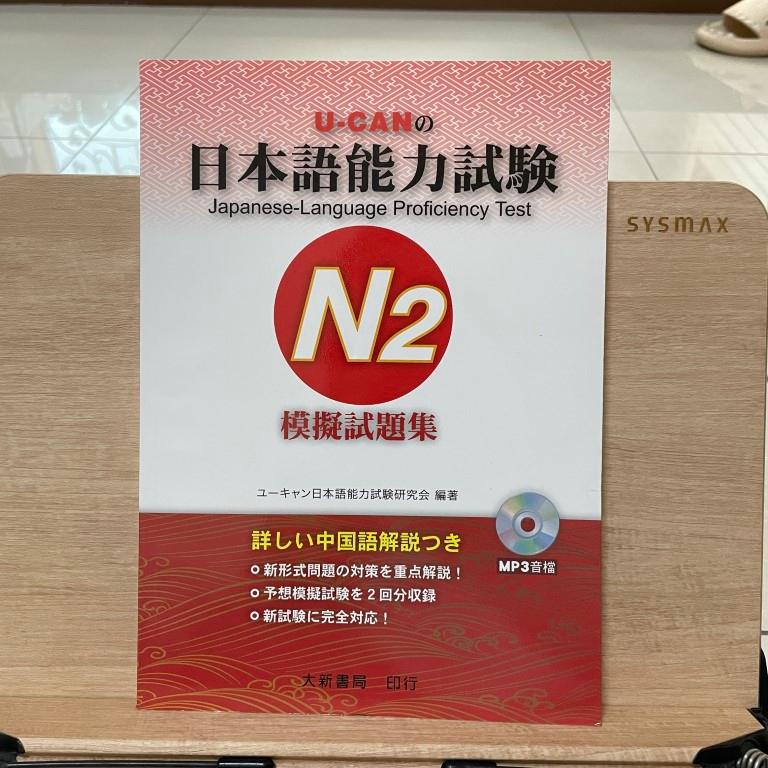 U-CANの
日本語能力試験
Japanese-Language Proficiency Test
SYSMAX
N2
模擬試題集
ユーキャン日本語能力試験研究会 編著
詳しい中国語解説つき
新形式問題の対策を重点解説！
予想模擬試験を2回分収録
新試験に完全対応！
MP3音檔
大新書局 印行